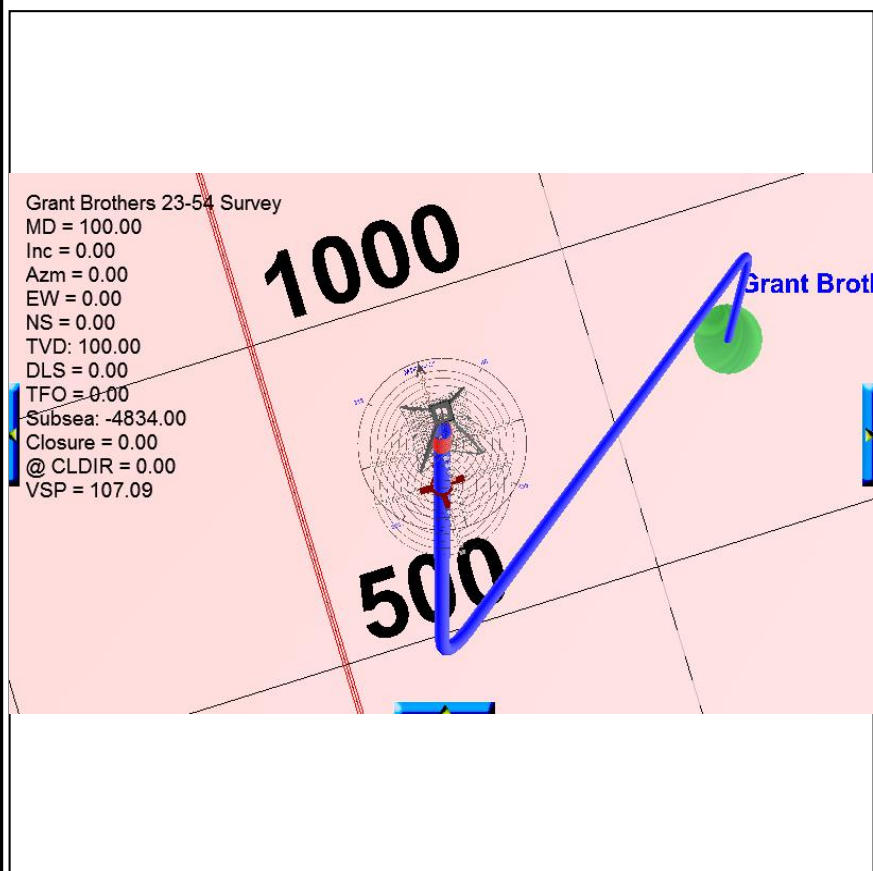 Grant Brothers 23-54 Survey
MD = 100.00
Inc = 0.00
Azm = 0.00
EW = 0.00
NS = 0.00
TVD: 100.00
DLS = 0.00
TFO = 0.00
Subsea: -4834.00
Closure = 0.00
@ CLDIR = 0.00
VSP = 107.09
1000
Grant Brot
500